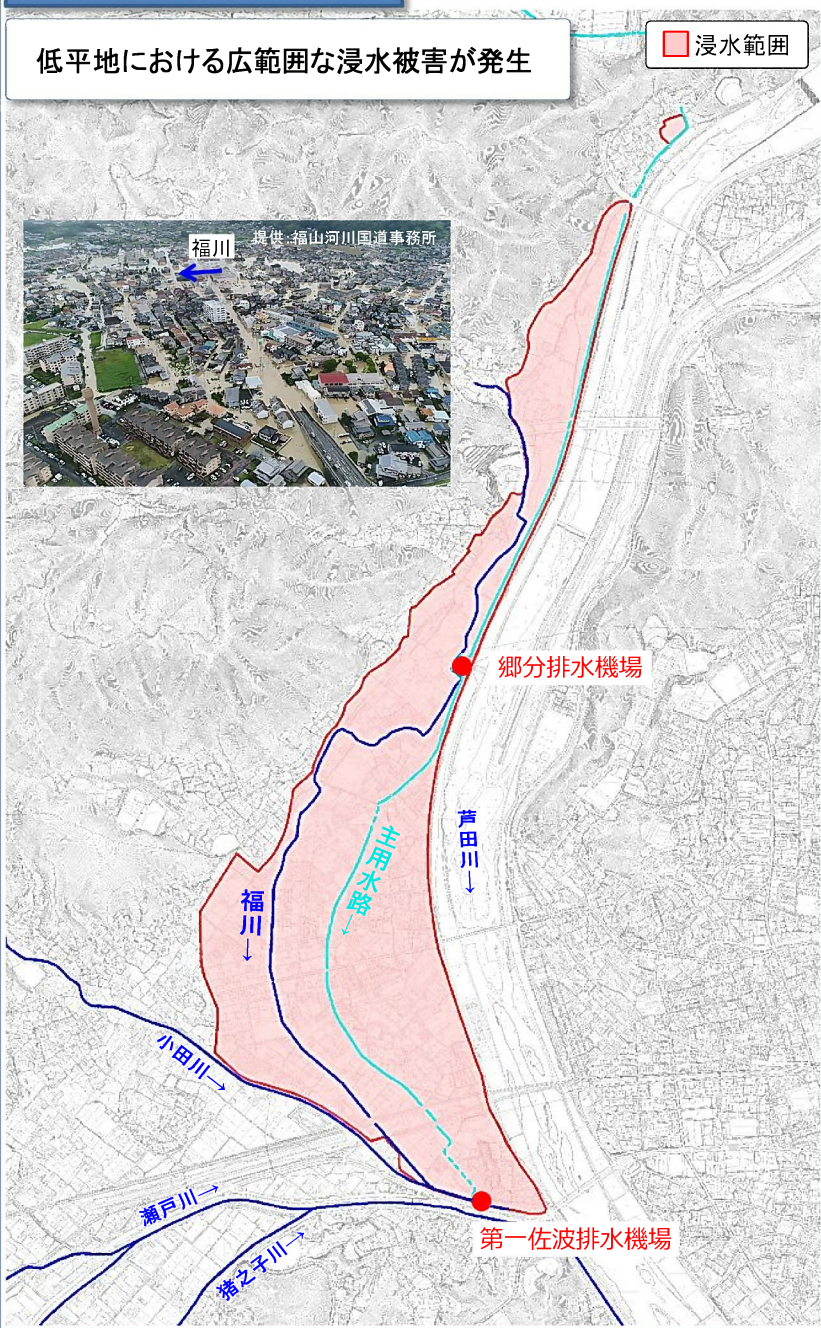 低平地における広範囲な浸水被害が発生
浸水範囲
提供:福山河川国道事務所
福川
郷分排水機場
芦田川→
主用水路→
福川→
小田川→
瀬戸川→
猪之子川→
第一佐波排水機場